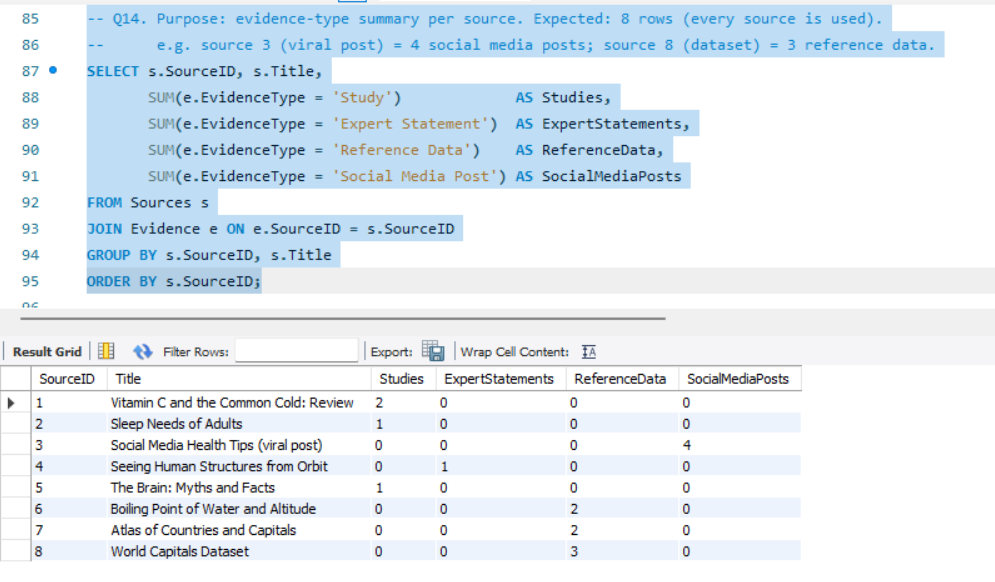 85 -- Q14. Purpose: evidence-type summary per source. Expected: 8 rows (every source is used).
86 -- e.g. source 3 (viral post) = 4 social media posts; source 8 (dataset) = 3 reference data.
87 SELECT s.SourceID, s.Title,
88 SUM(e.EvidenceType = 'Study') AS Studies,
89 SUM(e.EvidenceType = 'Expert Statement') AS ExpertStatements,
90 SUM(e.EvidenceType = 'Reference Data') AS ReferenceData,
91 SUM(e.EvidenceType = 'Social Media Post') AS SocialMediaPosts
92 FROM Sources s
93 JOIN Evidence e ON e.SourceID = s.SourceID
94 GROUP BY s.SourceID, s.Title
95 ORDER BY s.SourceID;
96
Result Grid Filter Rows: Export: Wrap Cell Content:
SourceID Title Studies ExpertStatements ReferenceData SocialMediaPosts
1 Vitamin C and the Common Cold: Review 2 0 0 0
2 Sleep Needs of Adults 1 0 0 0
3 Social Media Health Tips (viral post) 0 0 0 4
4 Seeing Human Structures from Orbit 0 1 0 0
5 The Brain: Myths and Facts 1 0 0 0
6 Boiling Point of Water and Altitude 0 0 2 0
7 Atlas of Countries and Capitals 0 0 2 0
8 World Capitals Dataset 0 0 3 0